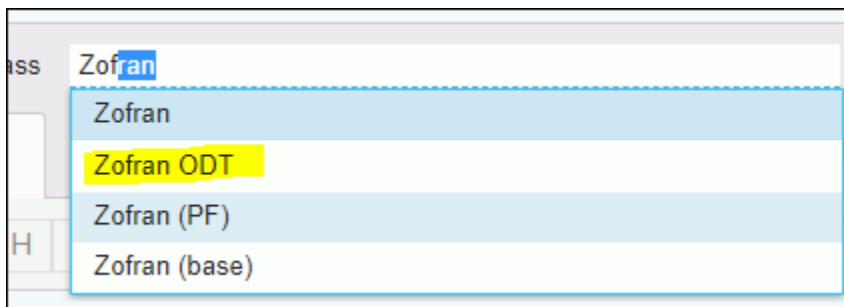 ass Zofran
Zofran
Zofran ODT
Zofran (PF)
H
Zofran (base)